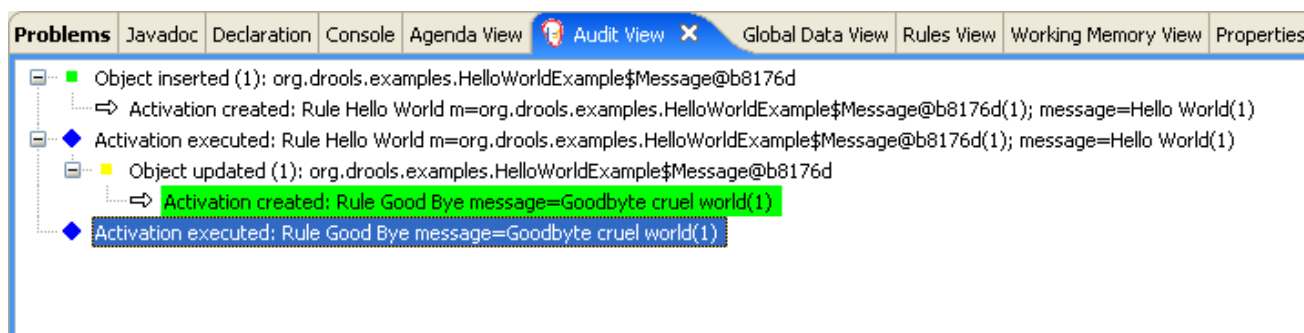 Problems Javadoc Declaration Console Agenda View Audit View Global Data View Rules View Working Memory View Properties
Object inserted (1): org.drools.examples.HelloWorldExample$Message@b8176d
Activation created: Rule Hello World m=org.drools.examples.HelloWorldExample$Message@b8176d(1); message=Hello World(1)
Activation executed: Rule Hello World m=org.drools.examples.HelloWorldExample$Message@b8176d(1); message=Hello World(1)
Object updated (1): org.drools.examples.HelloWorldExample$Message@b8176d
Activation created: Rule Good Bye message=Goodbyte cruel world(1)
Activation executed: Rule Good Bye message=Goodbyte cruel world(1)